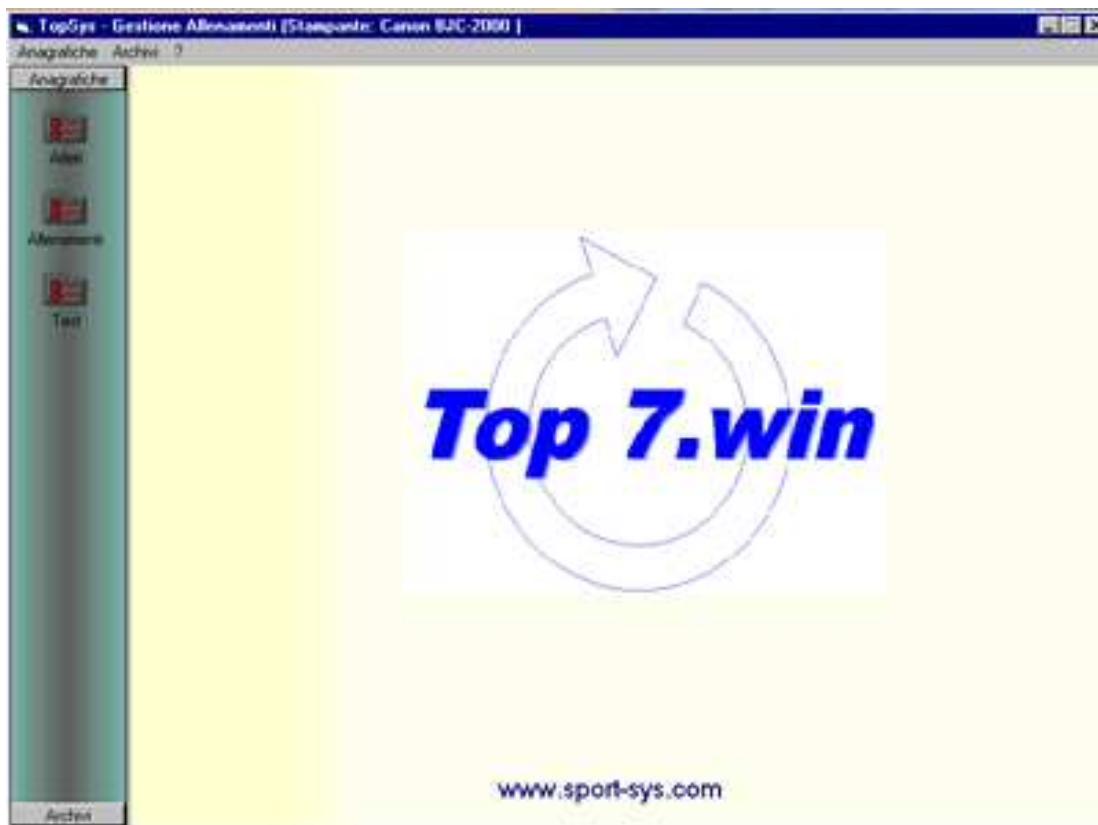 TopSys - Gestione Allenamenti (Stampante: Canon BJC-2000 )
Anagrafiche Archivi ?
Anagrafiche
Atleti
Allenamenti
Test
Top 7.win
www.sport-sys.com
Archivi